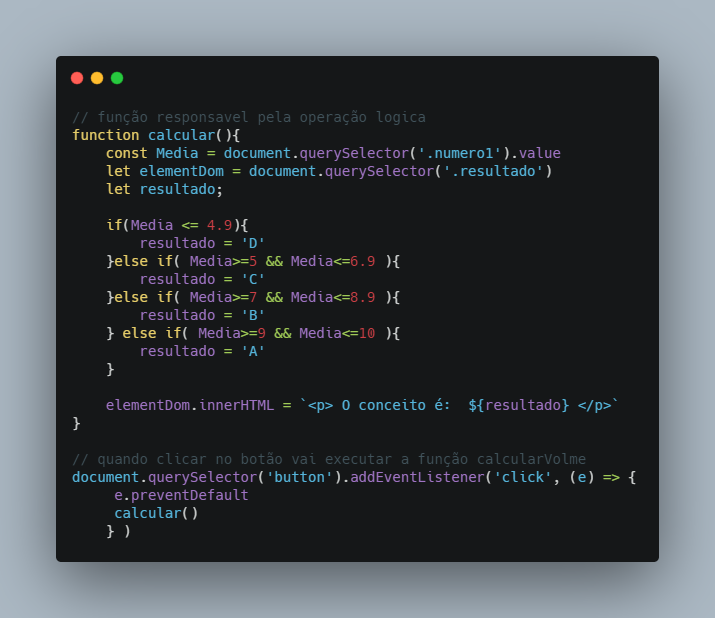 // função responsavel pela operação logica
function calcular(){
    const Media = document.querySelector('.numero1').value
    let elementDom = document.querySelector('.resultado')
    let resultado;

    if(Media <= 4.9){
        resultado = 'D'
    }else if( Media>=5 && Media<=6.9 ){
        resultado = 'C'
    }else if( Media>=7 && Media<=8.9 ){
        resultado = 'B'
    } else if( Media>=9 && Media<=10 ){
        resultado = 'A'
    }

    elementDom.innerHTML = `<p> O conceito é:  ${resultado} </p>`
}

// quando clicar no botão vai executar a função calcularVolme
document.querySelector('button').addEventListener('click', (e) => {
     e.preventDefault
     calcular()
    } )